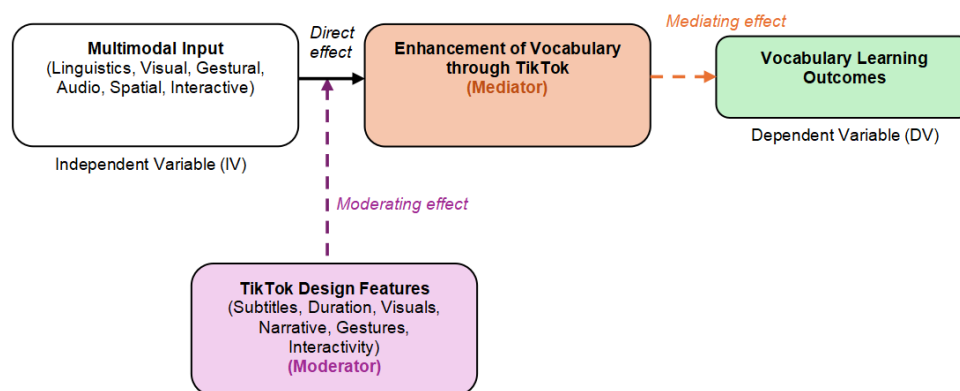 Multimodal Input
(Linguistics, Visual, Gestural,
Audio, Spatial, Interactive)
Independent Variable (IV)
Direct
effect
Enhancement of Vocabulary
through TikTok
(Mediator)
Mediating effect
Vocabulary Learning
Outcomes
Dependent Variable (DV)
Moderating effect
TikTok Design Features
(Subtitles, Duration, Visuals,
Narrative, Gestures,
Interactivity)
(Moderator)